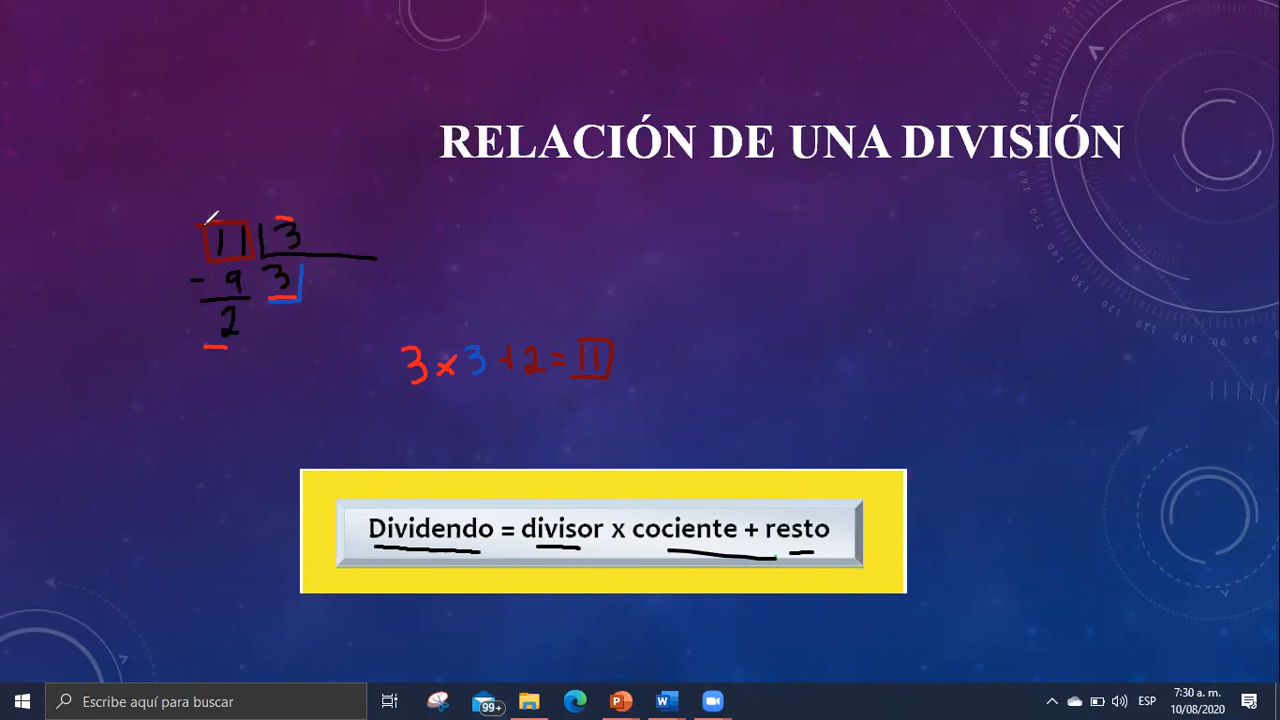 RELACIÓN DE UNA DIVISIÓN
11 3
- 9 3
2
3 x 3 + 2 = 11
Dividendo = divisor x cociente + resto
Escribe aquí para buscar
99+
ESP
7:30 a. m.
10/08/2020